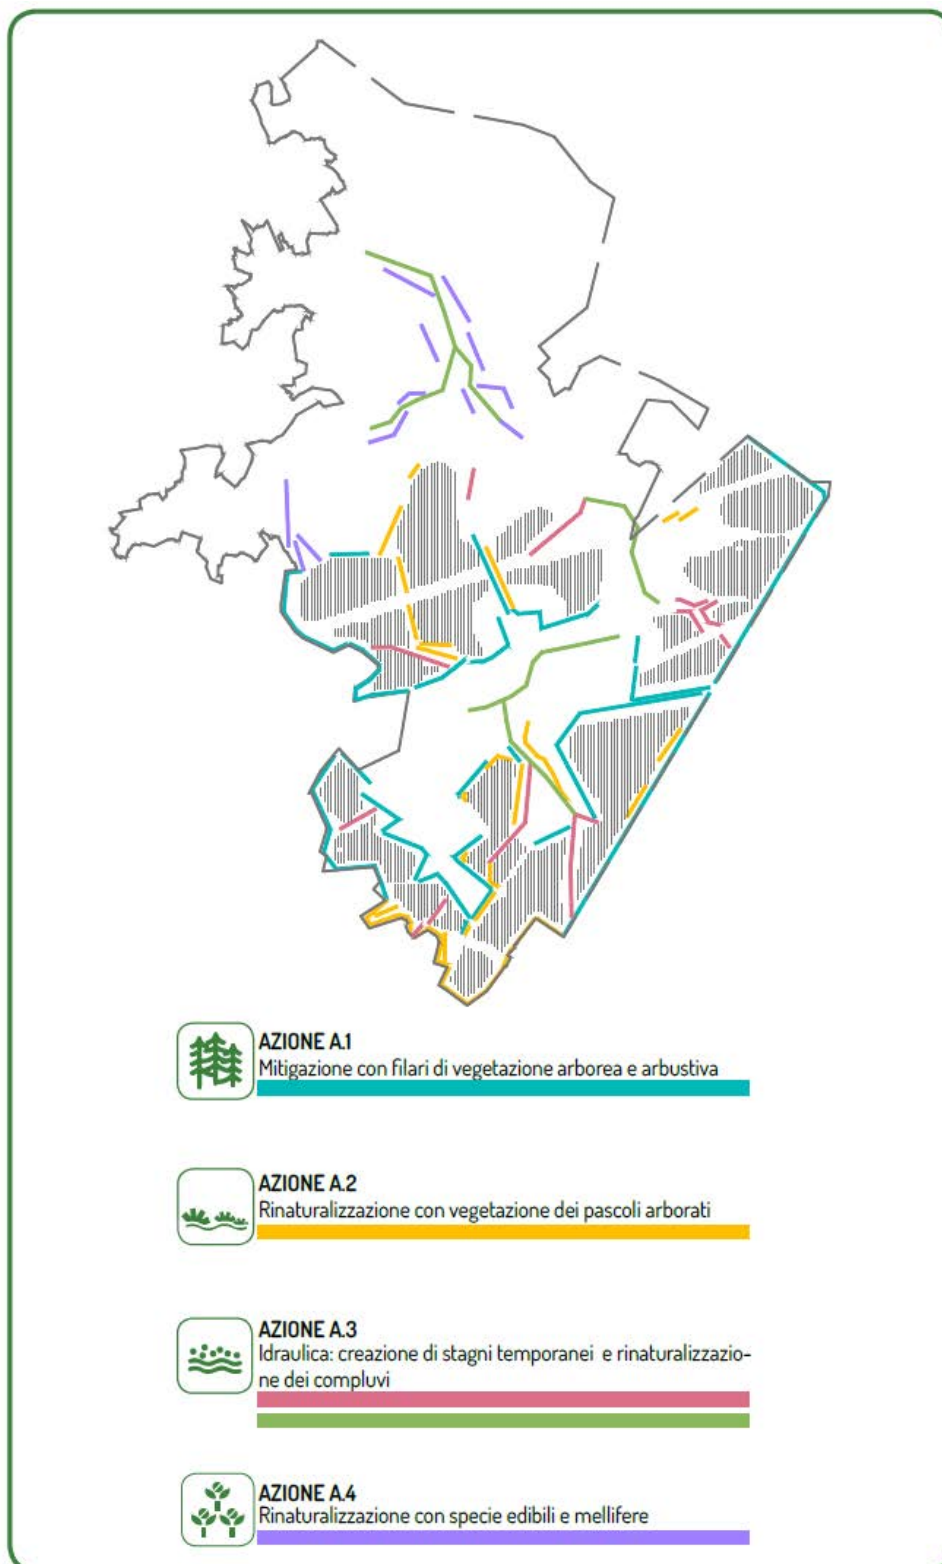 AZIONE A.1
Mitigazione con filari di vegetazione arborea e arbustiva
AZIONE A.2
Rinaturalizzazione con vegetazione dei pascoli arborati
AZIONE A.3
Idraulica: creazione di stagni temporanei e rinaturalizzazio-
ne dei compluvi
AZIONE A.4
Rinaturalizzazione con specie edibili e mellifere